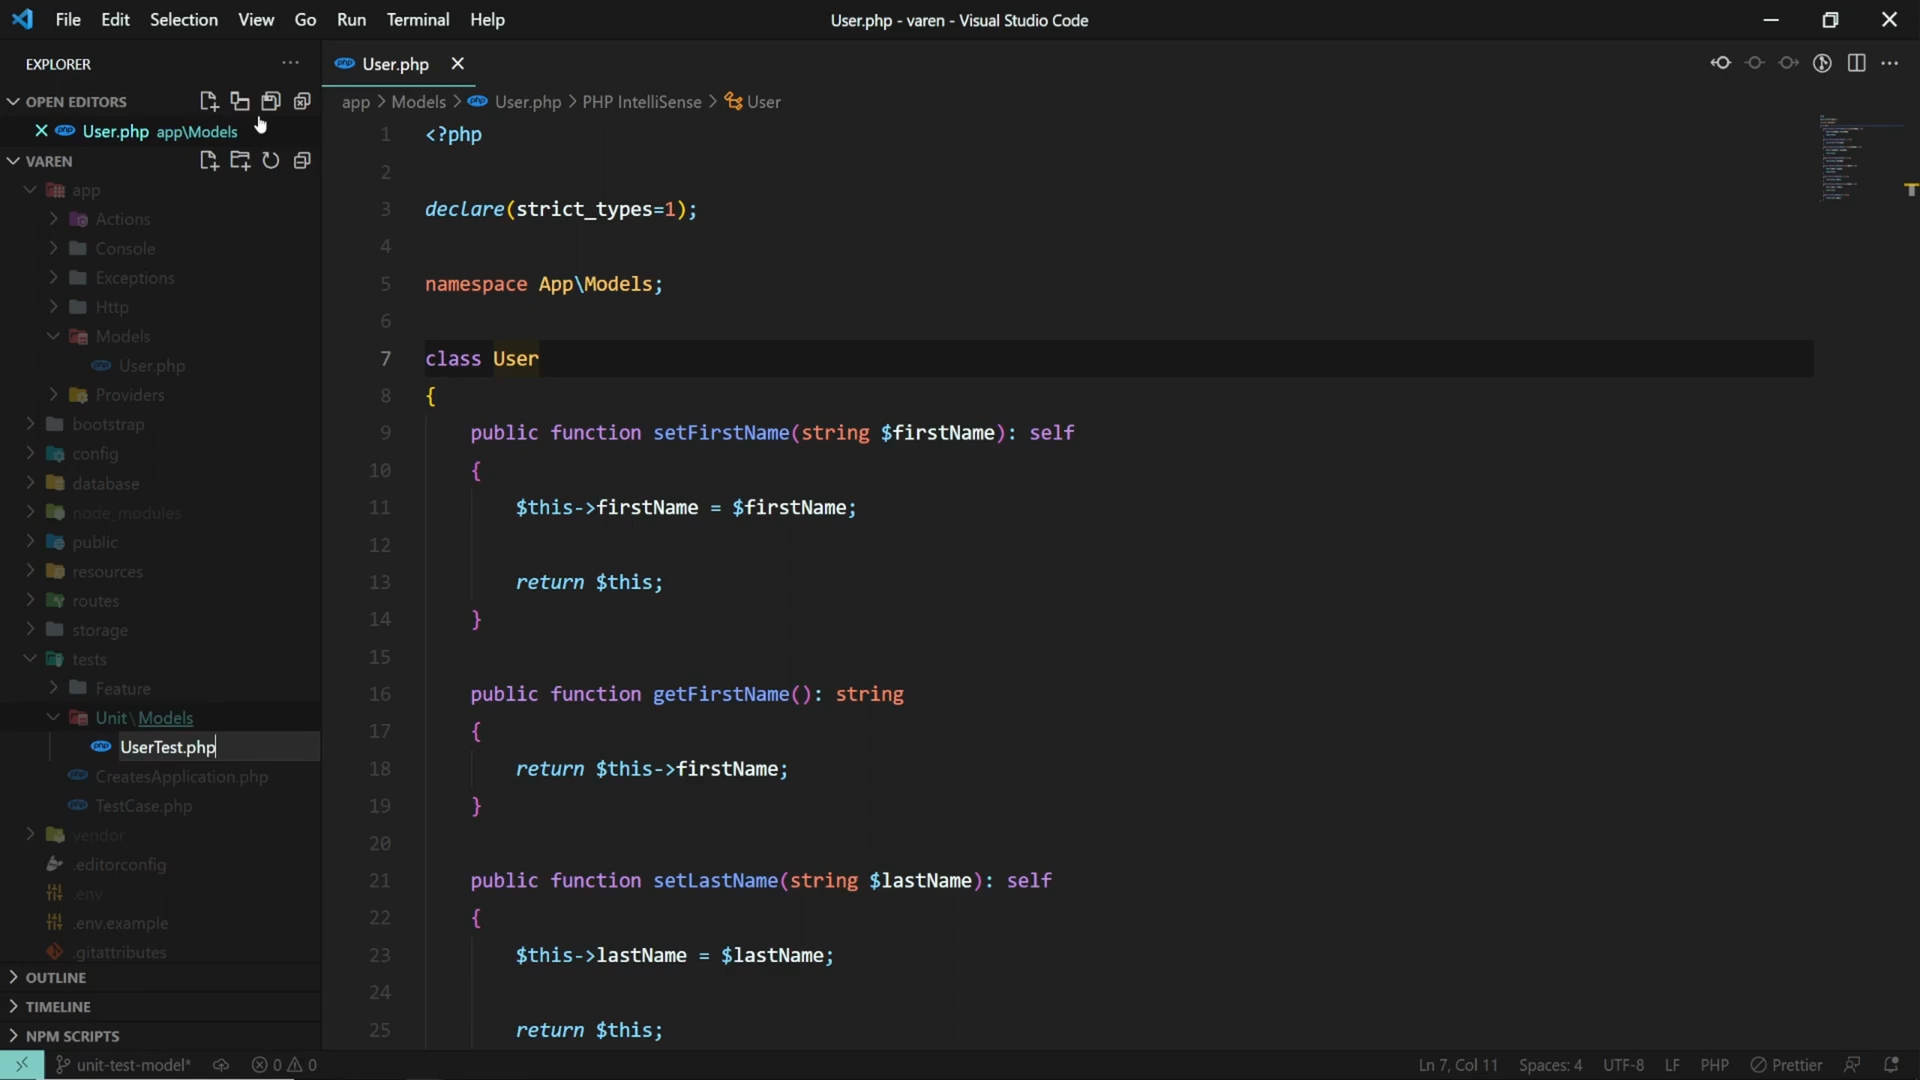 File Edit Selection View Go Run Terminal Help
User.php - varen - Visual Studio Code
EXPLORER
OPEN EDITORS
User.php app\Models
VAREN
app
Actions
Console
Exceptions
Http
Models
User.php
Providers
bootstrap
config
database
node_modules
public
resources
routes
storage
tests
Feature
Unit\Models
UserTest.php
CreatesApplication.php
TestCase.php
vendor
.editorconfig
.env
.env.example
.gitattributes
OUTLINE
TIMELINE
NPM SCRIPTS
User.php
app > Models > User.php > PHP IntelliSense > User
1 <?php
2
3 declare(strict_types=1);
4
5 namespace App\Models;
6
7 class User
8 {
9 public function setFirstName(string $firstName): self
10 {
11 $this->firstName = $firstName;
12
13 return $this;
14 }
15
16 public function getFirstName(): string
17 {
18 return $this->firstName;
19 }
20
21 public function setLastName(string $lastName): self
22 {
23 $this->lastName = $lastName;
24
25 return $this;
unit-test-model* 0 0
Ln 7, Col 11 Spaces: 4 UTF-8 LF PHP Prettier